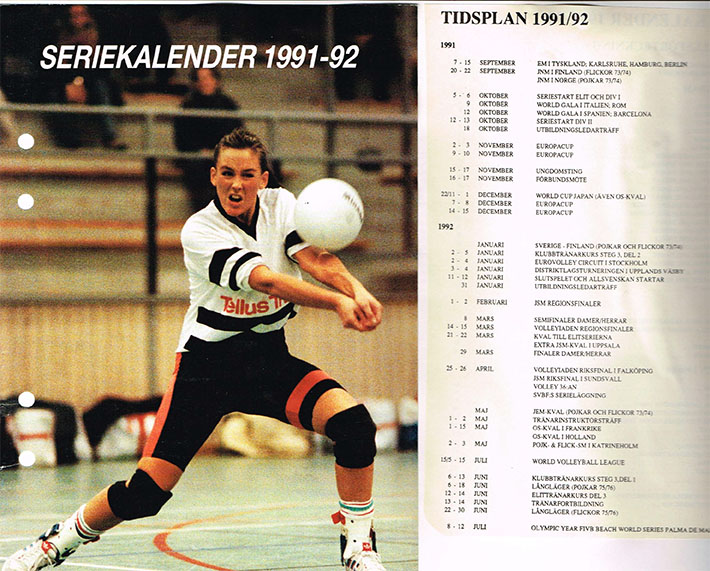 SERIEKALENDER 1991-92
Tellus
TIDSPLAN 1991/92
1991
7 - 15 SEPTEMBER EM I TYSKLAND; KARLSRUHE, HAMBURG, BERLIN
20 - 22 SEPTEMBER JNM I FINLAND (FLICKOR 73/74)
JNM I NORGE (POJKAR 73/74)
5 - 6 OKTOBER SERIESTART ELIT OCH DIV I
9 OKTOBER WORLD GALA I ITALIEN; ROM
12 OKTOBER WORLD GALA I SPANIEN; BARCELONA
12 - 13 OKTOBER SERIESTART DIV II
18 OKTOBER UTBILDNINGSLEDARTRÄFF
2 - 3 NOVEMBER EUROPACUP
9 - 10 NOVEMBER EUROPACUP
15 - 17 NOVEMBER UNGDOMSTING
16 - 17 NOVEMBER FÖRBUNDSMÖTE
22/11 - 1 DECEMBER WORLD CUP JAPAN (ÄVEN OS-KVAL)
7 - 8 DECEMBER EUROPACUP
14 - 15 DECEMBER EUROPACUP
1992
JANUARI SVERIGE - FINLAND (POJKAR OCH FLICKOR 73/74)
2 - 5 JANUARI KLUBBTRÄNARKURS STEG 3, DEL 2
2 - 4 JANUARI EUROVOLLEY CIRCUIT I STOCKHOLM
3 - 4 JANUARI DISTRIKTLAGSTURNERINGEN I UPPLANDS VÄSBY
11 - 12 JANUARI SLUTSPELET OCH ALLSVENSKAN STARTAR
31 JANUARI UTBILDNINGSLEDARTRÄFF
1 - 2 FEBRUARI JSM REGIONSFINALER
8 MARS SEMIFINALER DAMER/HERRAR
14 - 15 MARS VOLLEYIADEN REGIONSFINALER
21 - 22 MARS KVAL TILL ELITSERIERNA
EXTRA JSM-KVAL I UPPSALA
29 MARS FINALER DAMER/HERRAR
25 - 26 APRIL VOLLEYIADEN RIKSFINAL I FALKÖPING
JSM RIKSFINAL I SUNDSVALL
VOLLEY 36-AN
SVBF:S SERIELÄGGNING
MAJ JEM-KVAL (POJKAR OCH FLICKOR 73/74)
1 - 2 MAJ TRÄNARINSTRUKTÖRSTRÄFF
1 - 15 MAJ OS-KVAL I FRANKRIKE
OS-KVAL I HOLLAND
2 - 3 MAJ POJK- & FLICK-SM I KATRINEHOLM
15/5 - 15 JULI WORLD VOLLEYBALL LEAGUE
6 - 13 JUNI KLUBBTRÄNARKURS STEG 3, DEL 1
6 - 18 JUNI LÅNGLÄGER (POJKAR 75/76)
12 - 14 JUNI ELITTRÄNARKURS DEL 3
13 - 14 JUNI TRÄNARFORTBILDNING
22 - 30 JUNI LÅNGLÄGER (FLICKOR 75/76)
8 - 12 JULI OLYMPIC YEAR FIVB BEACH WORLD SERIES PALMA DE MA